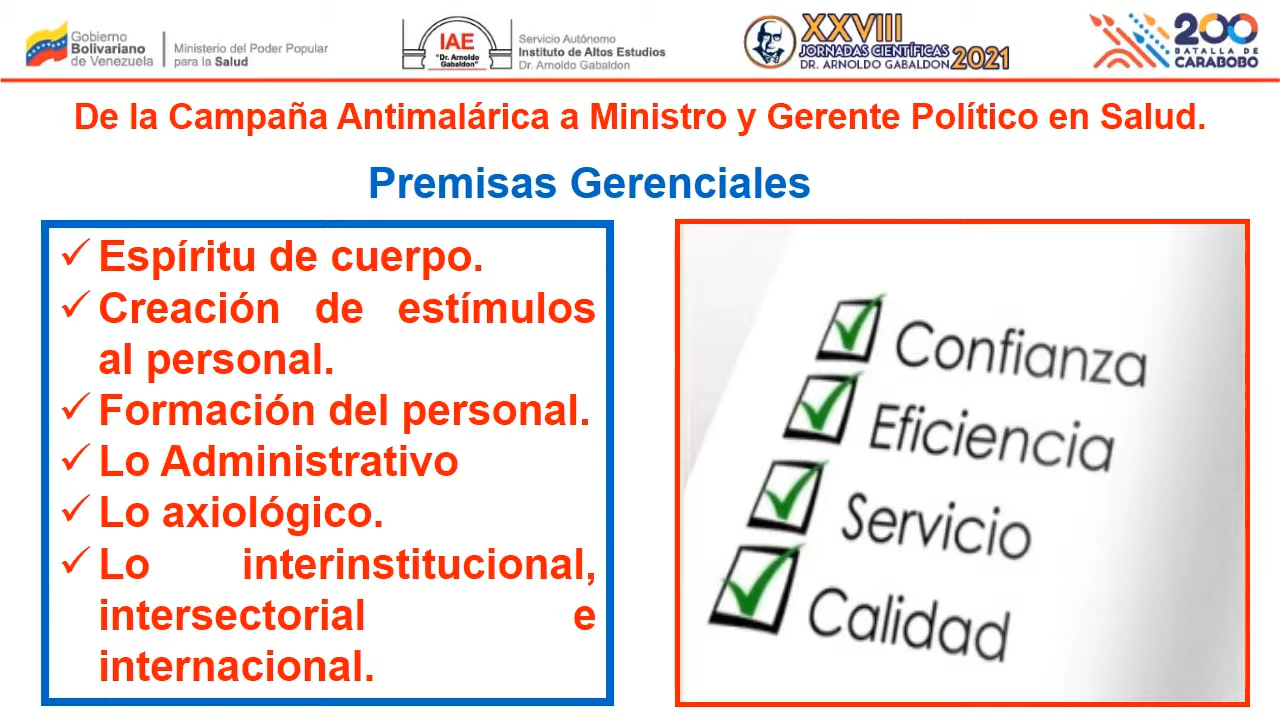 Gobierno
Bolivariano
de Venezuela
Ministerio del Poder Popular
para la Salud
IAE
"Dr. Arnoldo
Gabaldon"
Servicio Autónomo
Instituto de Altos Estudios
Dr. Arnoldo Gabaldon
XXVIII
JORNADAS CIENTÍFICAS
DR. ARNOLDO GABALDON 2021
200
BATALLA DE
CARABOBO
De la Campaña Antimalárica a Ministro y Gerente Político en Salud.
Premisas Gerenciales
✓ Espíritu de cuerpo.
✓ Creación de estímulos
al personal.
✓ Formación del personal.
✓ Lo Administrativo
✓ Lo axiológico.
✓ Lo interinstitucional,
intersectorial e
internacional.
Confianza
Eficiencia
Servicio
Calidad